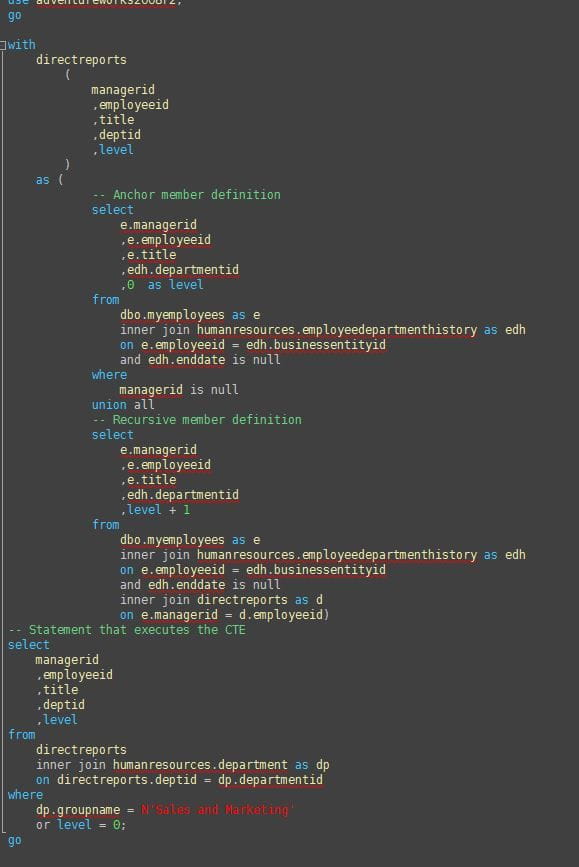 use adventureworks2008r2;
go
with
directreports
(
managerid
,employeeid
,title
,deptid
,level
)
as (
-- Anchor member definition
select
e.managerid
,e.employeeid
,e.title
,edh.departmentid
,0  as level
from
dbo.myemployees as e
inner join humanresources.employeedepartmenthistory as edh
on e.employeeid = edh.businessentityid
and edh.enddate is null
where
managerid is null
union all
-- Recursive member definition
select
e.managerid
,e.employeeid
,e.title
,edh.departmentid
,level + 1
from
dbo.myemployees as e
inner join humanresources.employeedepartmenthistory as edh
on e.employeeid = edh.businessentityid
and edh.enddate is null
inner join directreports as d
on e.managerid = d.employeeid)
-- Statement that executes the CTE
select
managerid
,employeeid
,title
,deptid
,level
from
directreports
inner join humanresources.department as dp
on directreports.deptid = dp.departmentid
where
dp.groupname = N'Sales and Marketing'
or level = 0;
go